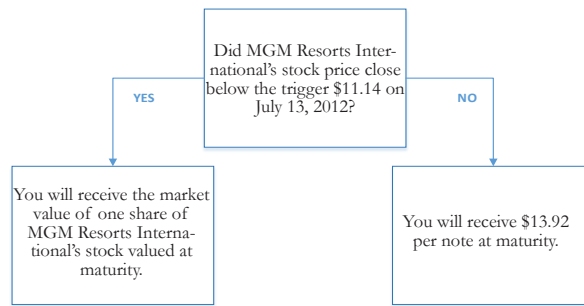 Did MGM Resorts Inter-
national's stock price close
below the trigger $11.14 on
July 13, 2012?
YES
NO
You will receive the market
value of one share of
MGM Resorts Interna-
tional's stock valued at
maturity.
You will receive $13.92
per note at maturity.